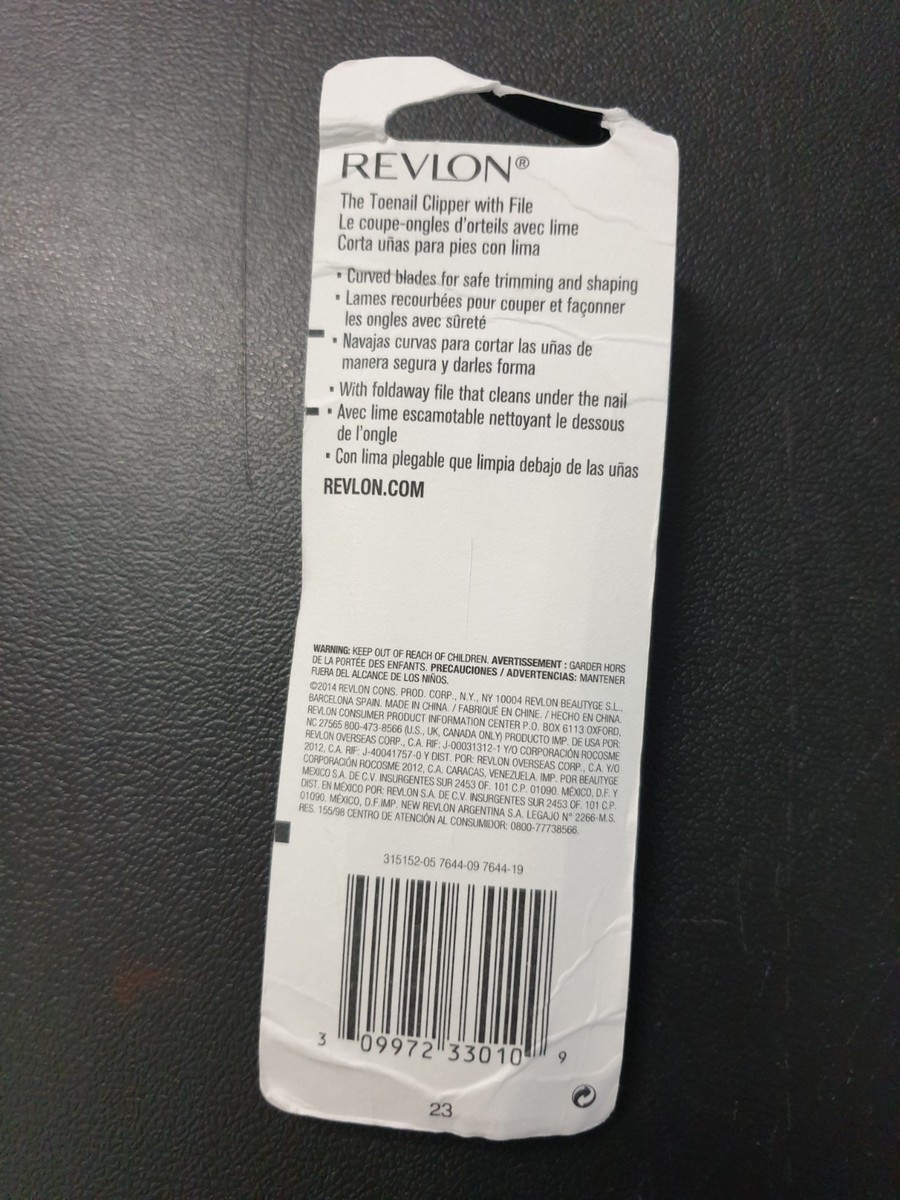 REVLON®
The Toenail Clipper with File
Le coupe-ongles d'orteils avec lime
Corta uñas para pies con lima
▪ Curved blades for safe trimming and shaping
▪ Lames recourbées pour couper et façonner
les ongles avec sûreté
▪ Navajas curvas para cortar las uñas de
manera segura y darles forma
▪ With foldaway file that cleans under the nail
▪ Avec lime escamotable nettoyant le dessous
de l'ongle
▪ Con lima plegable que limpia debajo de las uñas
REVLON.COM
WARNING: KEEP OUT OF REACH OF CHILDREN. AVERTISSEMENT : GARDER HORS
DE LA PORTÉE DES ENFANTS. PRECAUCIONES / ADVERTENCIAS: MANTENER
FUERA DEL ALCANCE DE LOS NIÑOS.
©2014 REVLON CONS. PROD. CORP., N.Y., NY 10004 REVLON BEAUTYGE S.L.,
BARCELONA SPAIN. MADE IN CHINA. / FABRIQUÉ EN CHINE. / HECHO EN CHINA.
REVLON CONSUMER PRODUCT INFORMATION CENTER P.O. BOX 6113 OXFORD,
NC 27565 800-473-8566 (U.S., UK, CANADA ONLY) PRODUCTO IMP. DE USA POR:
REVLON OVERSEAS CORP., C.A. RIF: J-00031312-1 Y/O CORPORACIÓN ROCOSME
2012, C.A. RIF: J-40041757-0 Y DIST. POR: REVLON OVERSEAS CORP., C.A. Y/O
CORPORACIÓN ROCOSME 2012, C.A. CARACAS, VENEZUELA. IMP. POR BEAUTYGE
MEXICO S.A. DE C.V. INSURGENTES SUR 2453 OF. 101 C.P. 01090. MÉXICO, D.F. Y
DIST. EN MÉXICO POR: REVLON S.A. DE C.V. INSURGENTES SUR 2453 OF. 101 C.P.
01090. MÉXICO, D.F.IMP. NEW REVLON ARGENTINA S.A. LEGAJO N° 2266-M.S.
RES. 155/98 CENTRO DE ATENCIÓN AL CONSUMIDOR: 0800-77738566.
315152-05 7644-09 7644-19
3 09972 33010 9
23